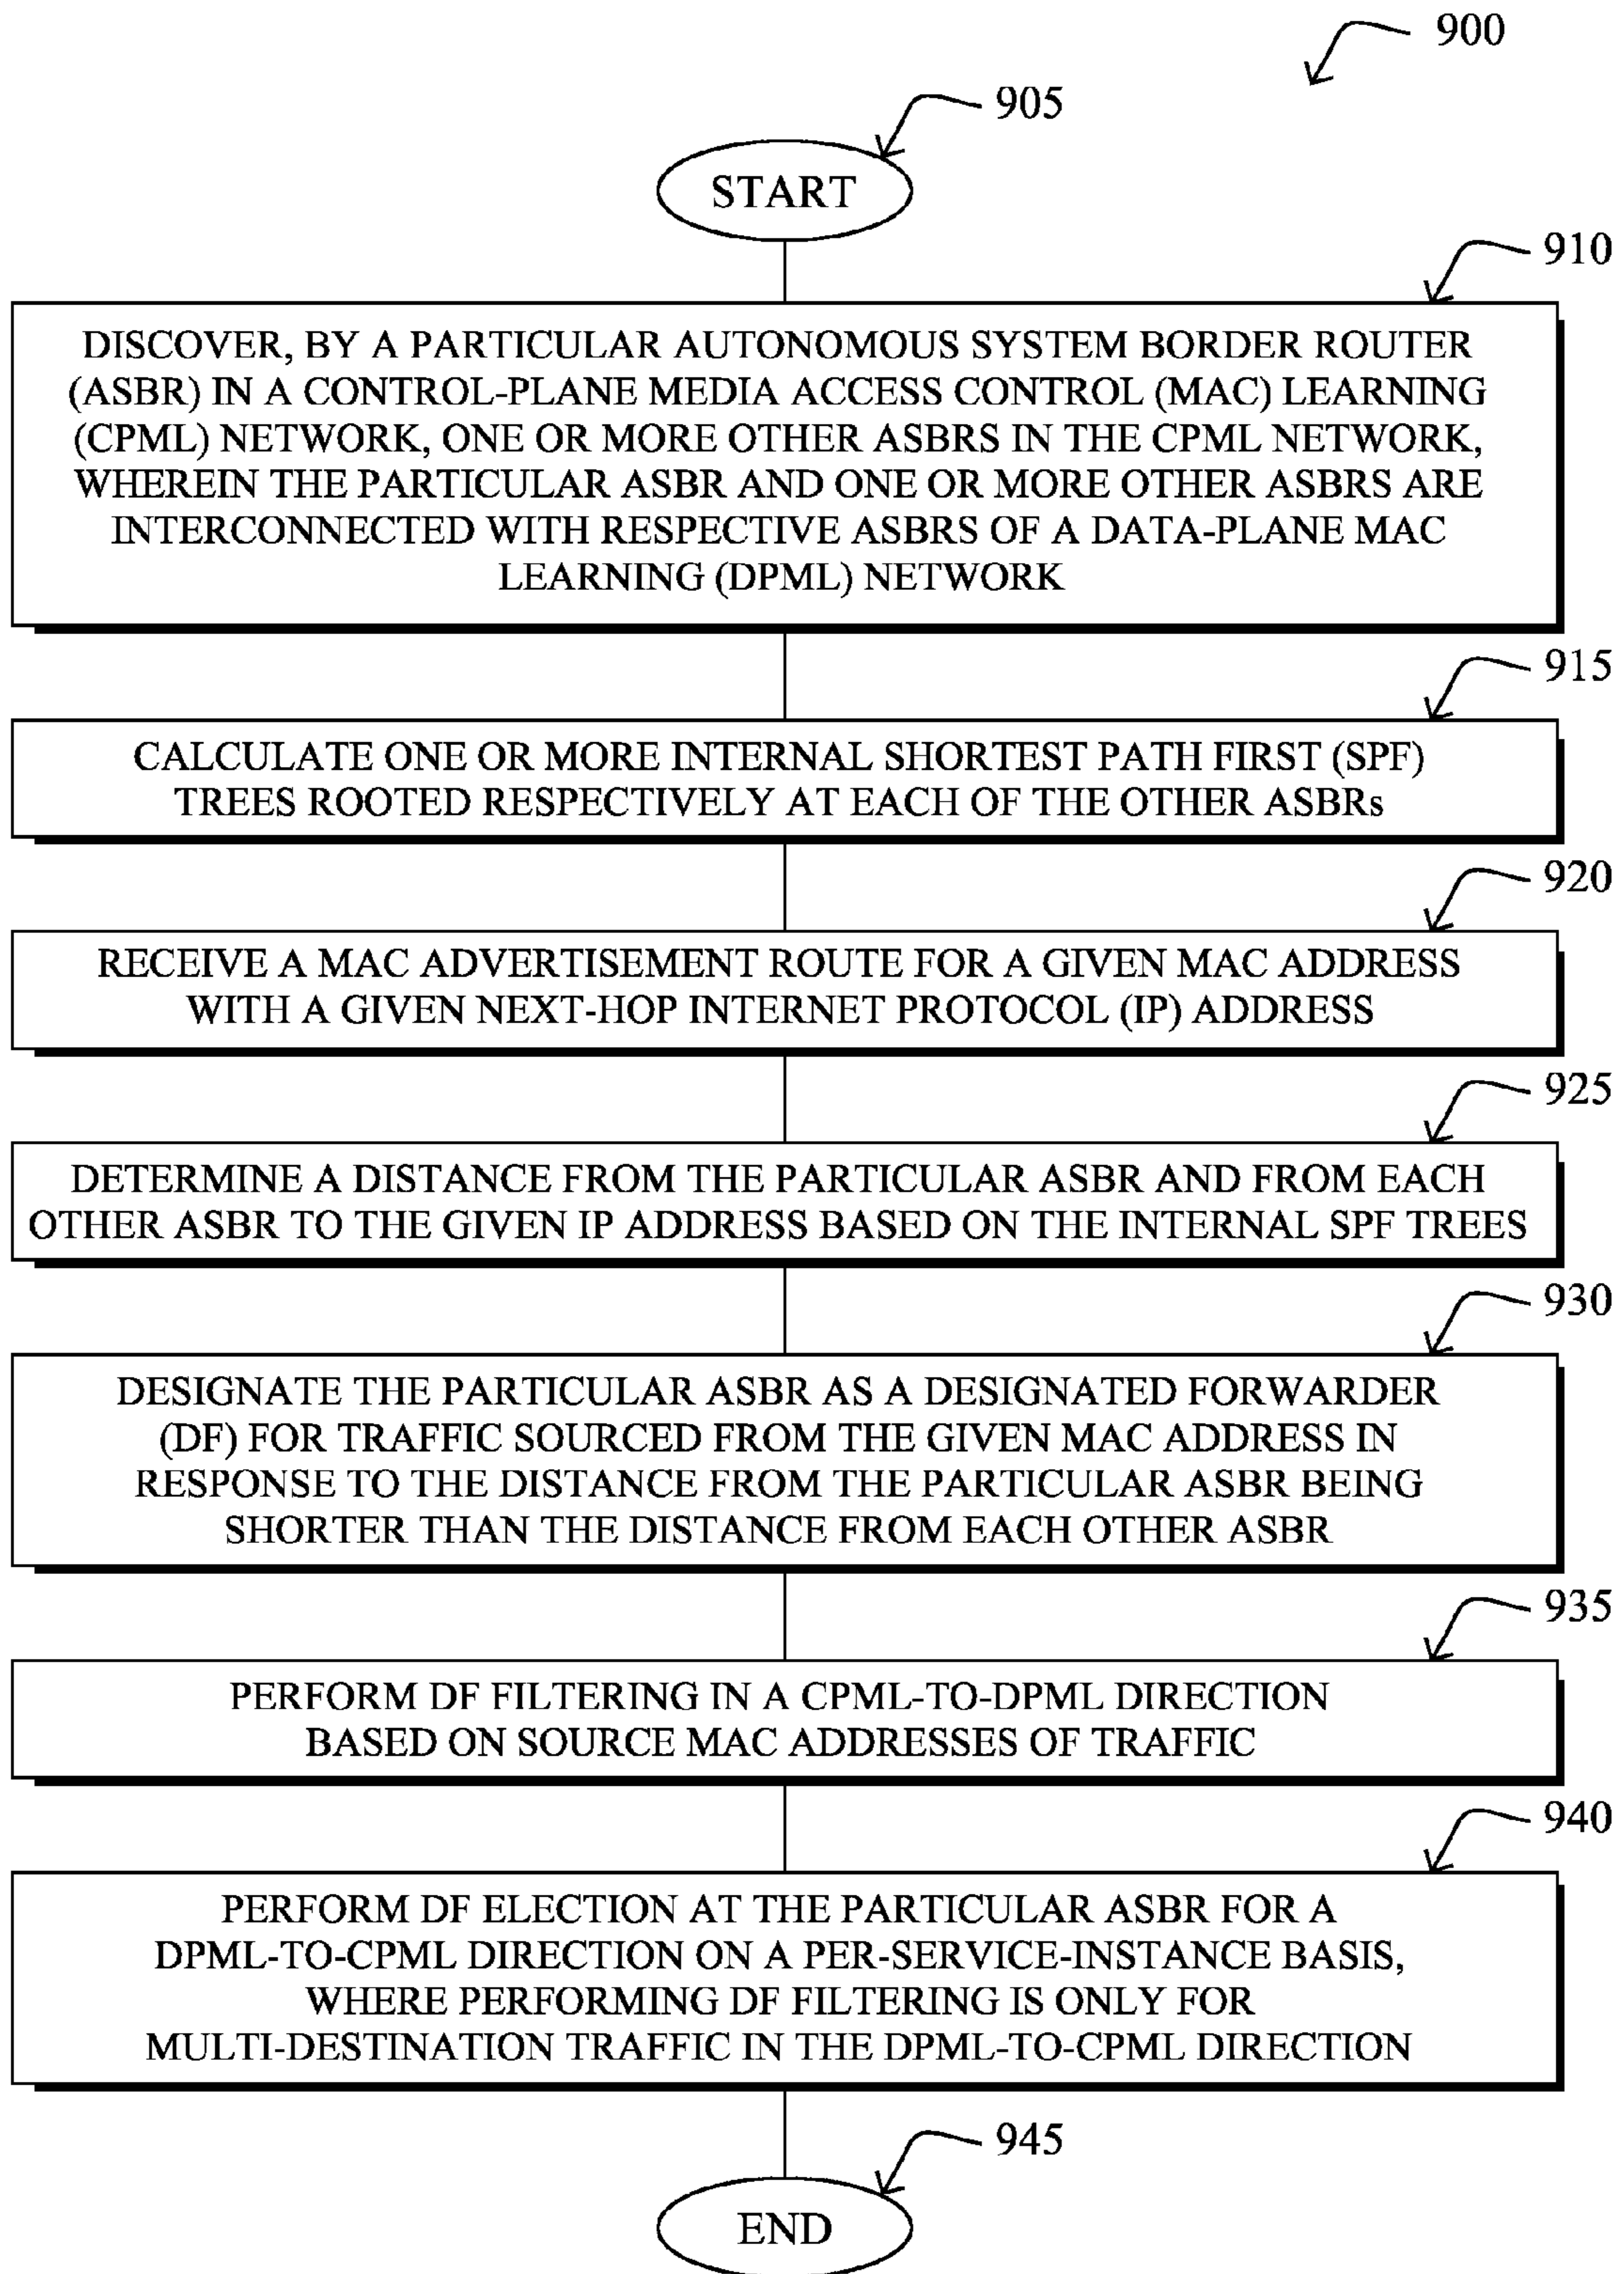 900
905
START
910
DISCOVER, BY A PARTICULAR AUTONOMOUS SYSTEM BORDER ROUTER
(ASBR) IN A CONTROL-PLANE MEDIA ACCESS CONTROL (MAC) LEARNING
(CPML) NETWORK, ONE OR MORE OTHER ASBRS IN THE CPML NETWORK,
WHEREIN THE PARTICULAR ASBR AND ONE OR MORE OTHER ASBRS ARE
INTERCONNECTED WITH RESPECTIVE ASBRS OF A DATA-PLANE MAC
LEARNING (DPML) NETWORK
915
CALCULATE ONE OR MORE INTERNAL SHORTEST PATH FIRST (SPF)
TREES ROOTED RESPECTIVELY AT EACH OF THE OTHER ASBRs
920
RECEIVE A MAC ADVERTISEMENT ROUTE FOR A GIVEN MAC ADDRESS
WITH A GIVEN NEXT-HOP INTERNET PROTOCOL (IP) ADDRESS
925
DETERMINE A DISTANCE FROM THE PARTICULAR ASBR AND FROM EACH
OTHER ASBR TO THE GIVEN IP ADDRESS BASED ON THE INTERNAL SPF TREES
930
DESIGNATE THE PARTICULAR ASBR AS A DESIGNATED FORWARDER
(DF) FOR TRAFFIC SOURCED FROM THE GIVEN MAC ADDRESS IN
RESPONSE TO THE DISTANCE FROM THE PARTICULAR ASBR BEING
SHORTER THAN THE DISTANCE FROM EACH OTHER ASBR
935
PERFORM DF FILTERING IN A CPML-TO-DPML DIRECTION
BASED ON SOURCE MAC ADDRESSES OF TRAFFIC
940
PERFORM DF ELECTION AT THE PARTICULAR ASBR FOR A
DPML-TO-CPML DIRECTION ON A PER-SERVICE-INSTANCE BASIS,
WHERE PERFORMING DF FILTERING IS ONLY FOR
MULTI-DESTINATION TRAFFIC IN THE DPML-TO-CPML DIRECTION
945
END